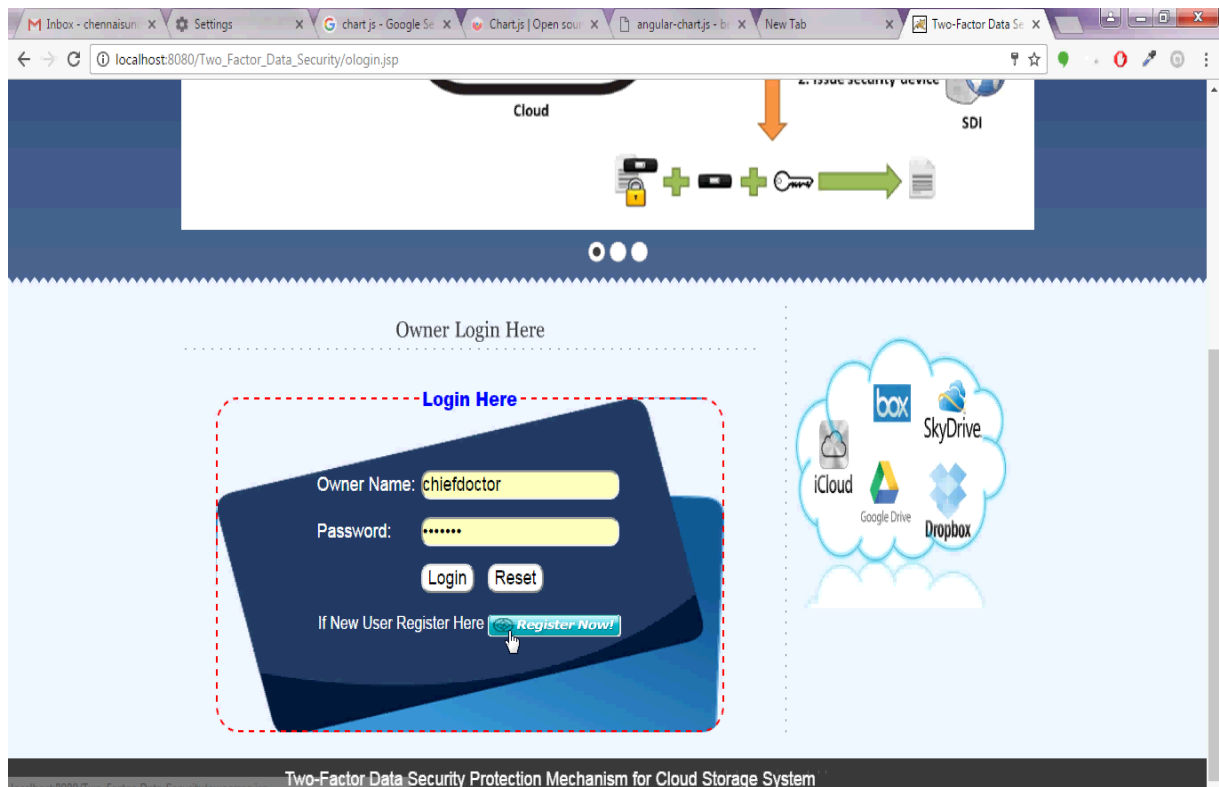 Inbox - chennaisun
Settings
chart js - Google Se
Chart.js | Open sour
angular-chart.js - b
New Tab
Two-Factor Data Se
localhost:8080/Two_Factor_Data_Security/ologin.jsp
2. Issue security device
Cloud
SDI
Owner Login Here
Login Here
Owner Name: chiefdoctor
Password: •••••••
Login Reset
If New User Register Here Register Now!
box
SkyDrive
iCloud
Google Drive
Dropbox
Two-Factor Data Security Protection Mechanism for Cloud Storage System